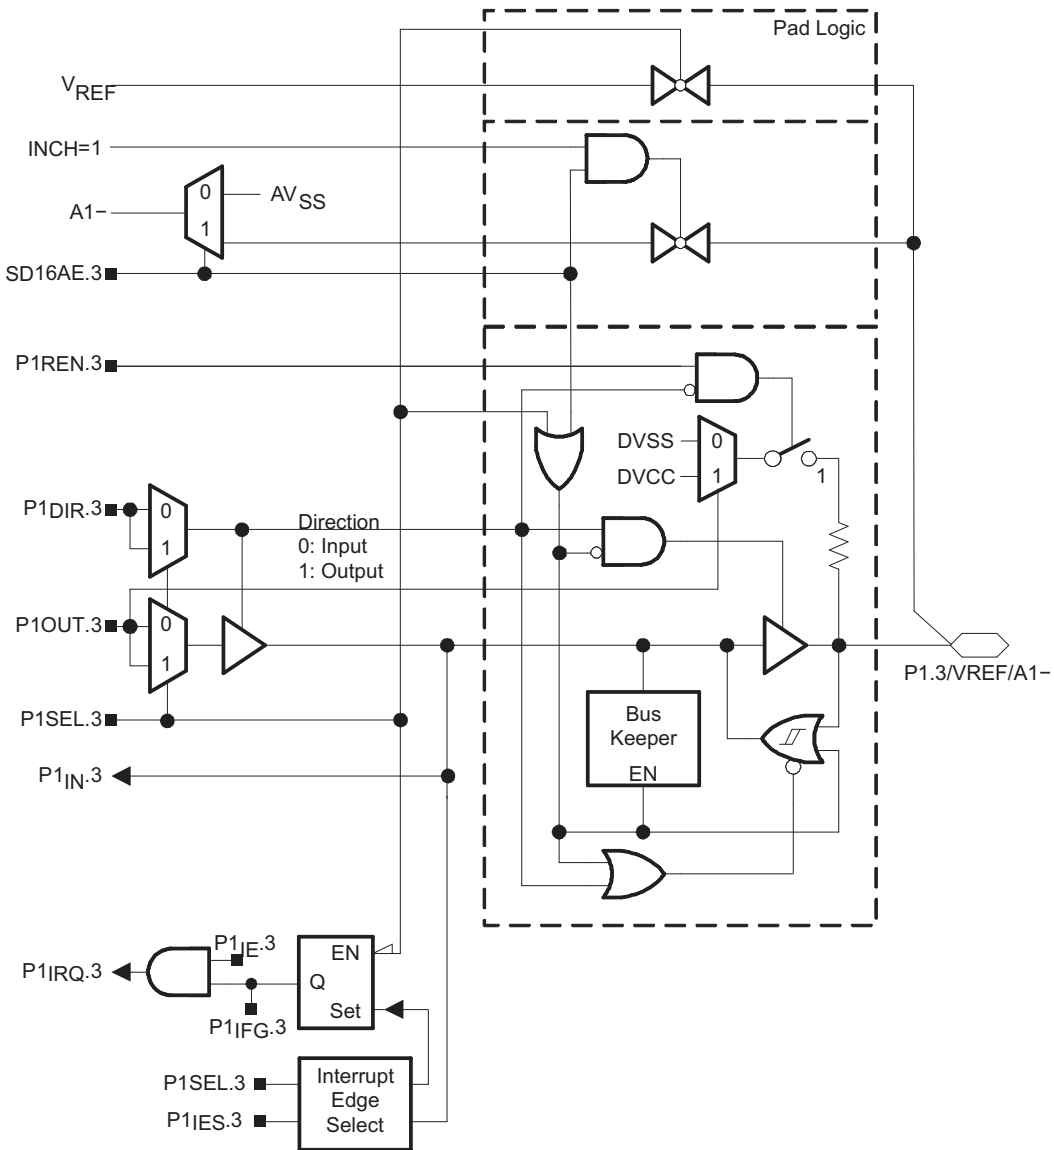 Pad Logic
VREF
INCH=1
0
AVSS
A1−
1
SD16AE.3
P1REN.3
DVSS
0
DVCC
1
1
P1DIR.3
0
1
Direction
0: Input
1: Output
P1OUT.3
0
1
P1.3/VREF/A1−
P1SEL.3
Bus
Keeper
EN
P1IN.3
P1IE.3
EN
P1IRQ.3
Q
Set
P1IFG.3
P1SEL.3
P1IES.3
Interrupt
Edge
Select